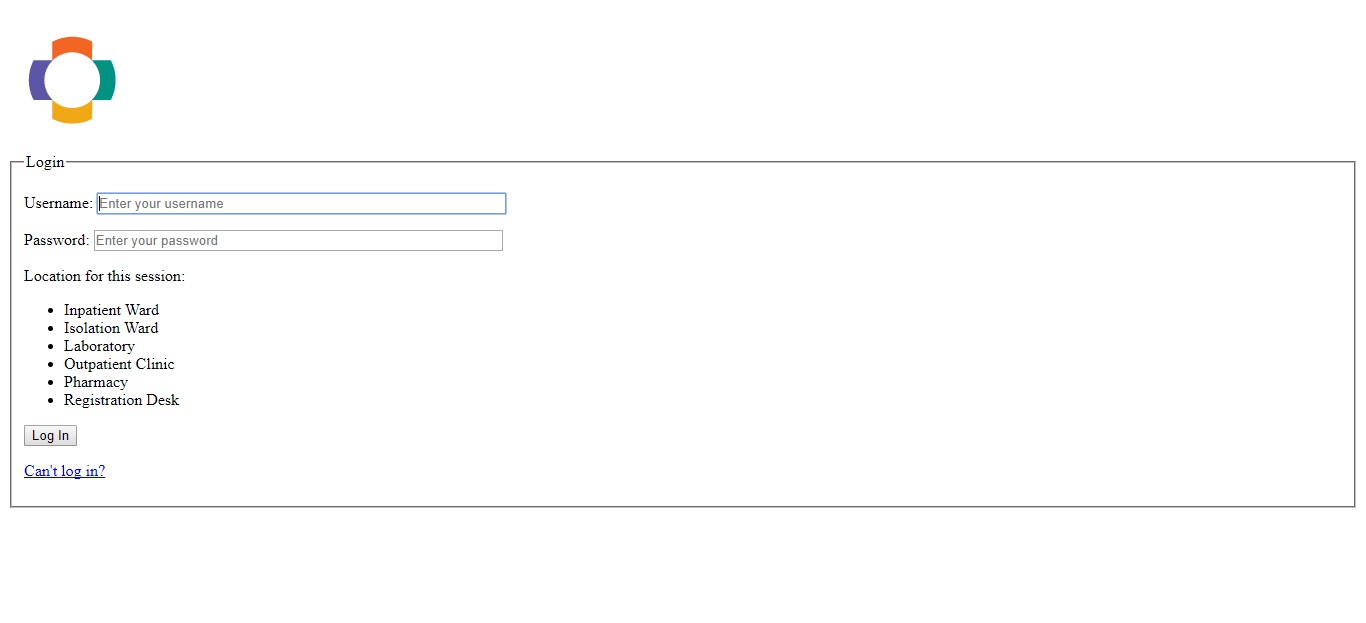 Login
Username: Enter your username
Password: Enter your password
Location for this session:
Inpatient Ward
Isolation Ward
Laboratory
Outpatient Clinic
Pharmacy
Registration Desk
Log In
Can't log in?